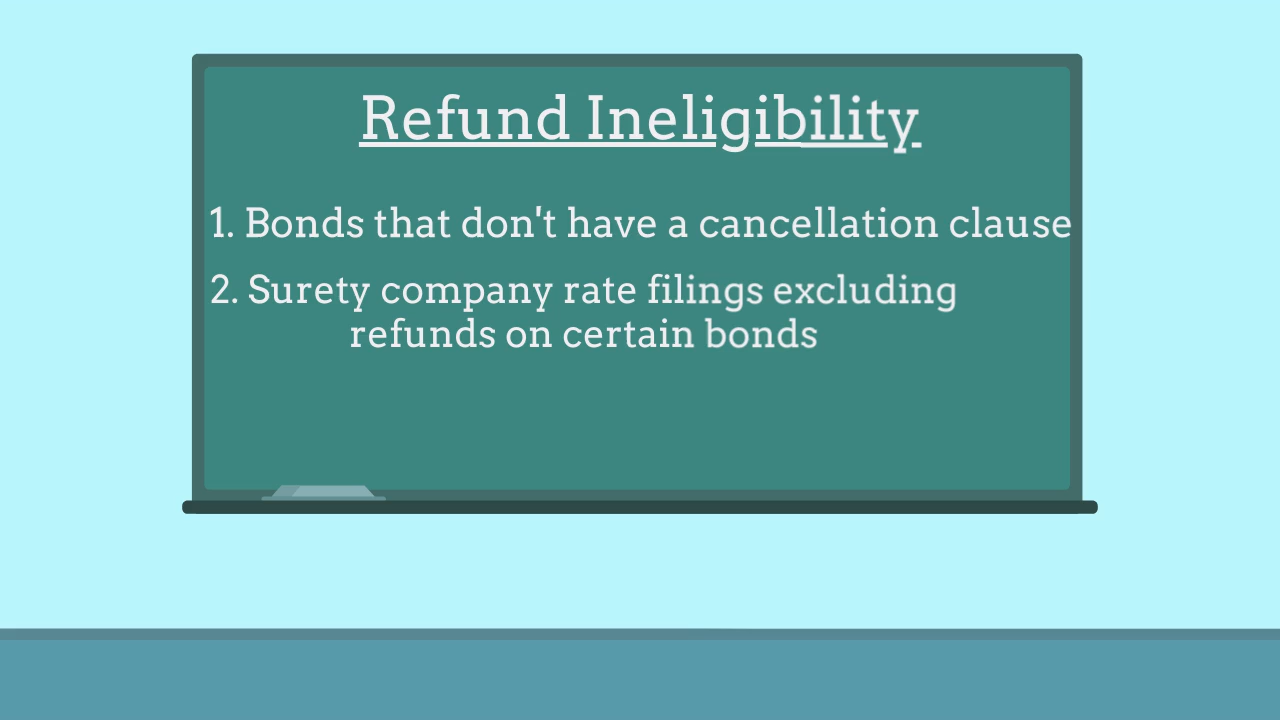 Refund Ineligibility
1. Bonds that don't have a cancellation clause
2. Surety company rate filings excluding
refunds on certain bonds